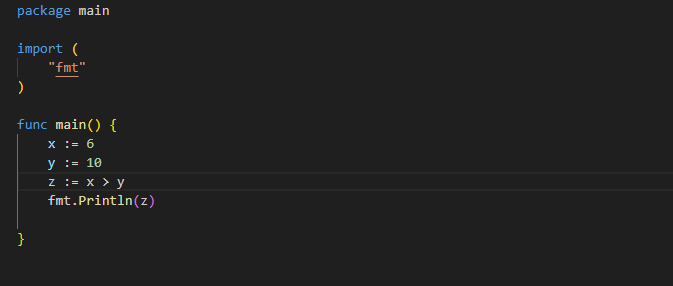 package main
import (
"fmt"
)
func main() {
x := 6
y := 10
z := x > y
fmt.Println(z)
}